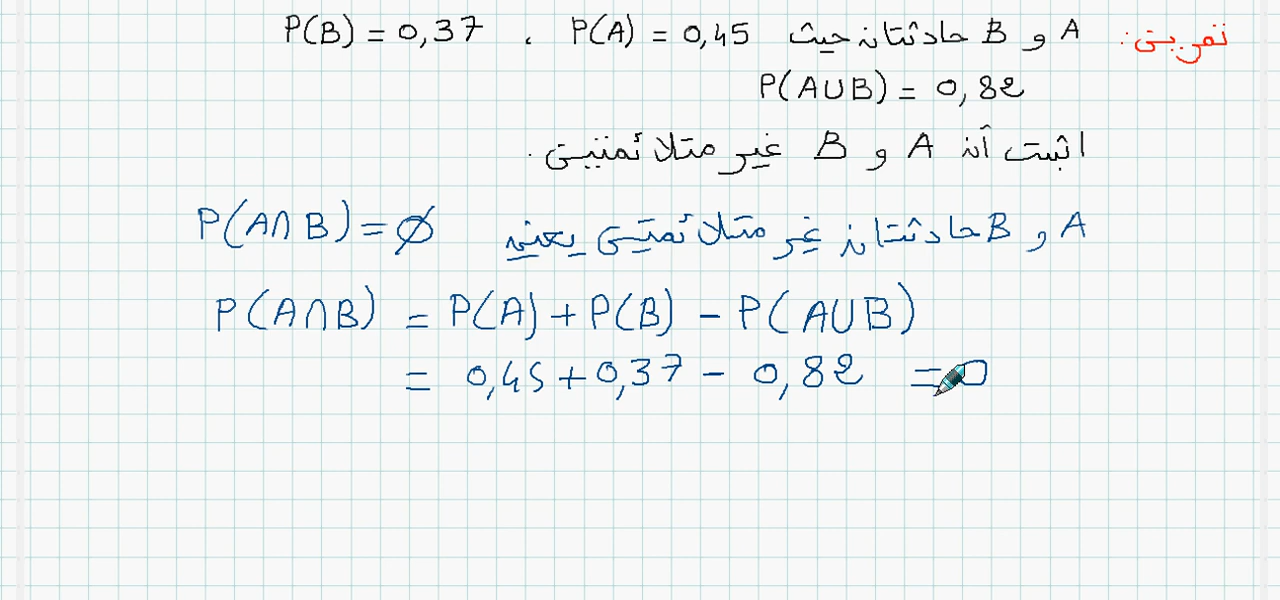 تمرين: A و B حادثتان حيث P(A) = 0,45 ، P(B) = 0,37
P(A∪B) = 0,82
اثبت أن A و B غير متلائمتين .
A و B حادثتان غير متلائمتين يعني P(A∩B) = ∅
P(A∩B) = P(A) + P(B) − P(A∪B)
= 0,45 + 0,37 − 0,82 = 0